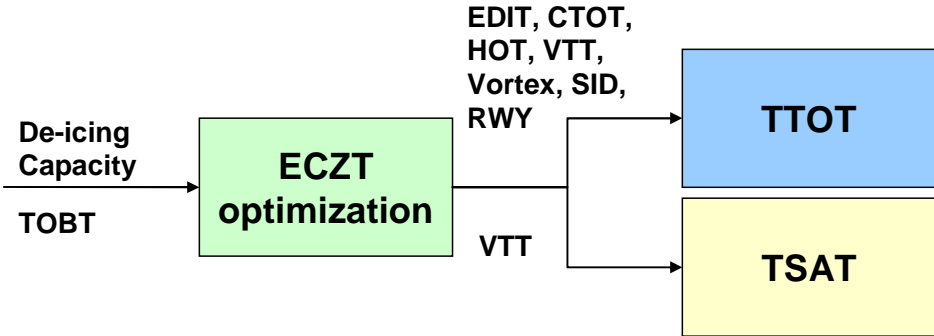 De-icing
Capacity
TOBT
ECZT
optimization
EDIT, CTOT,
HOT, VTT,
Vortex, SID,
RWY
VTT
TTOT
TSAT